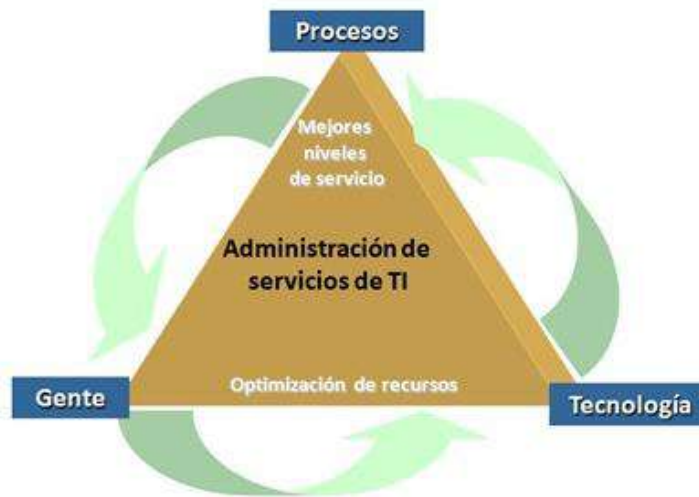 Procesos
Mejores
niveles
de servicio
Administración de
servicios de TI
Optimización de recursos
Gente
Tecnología